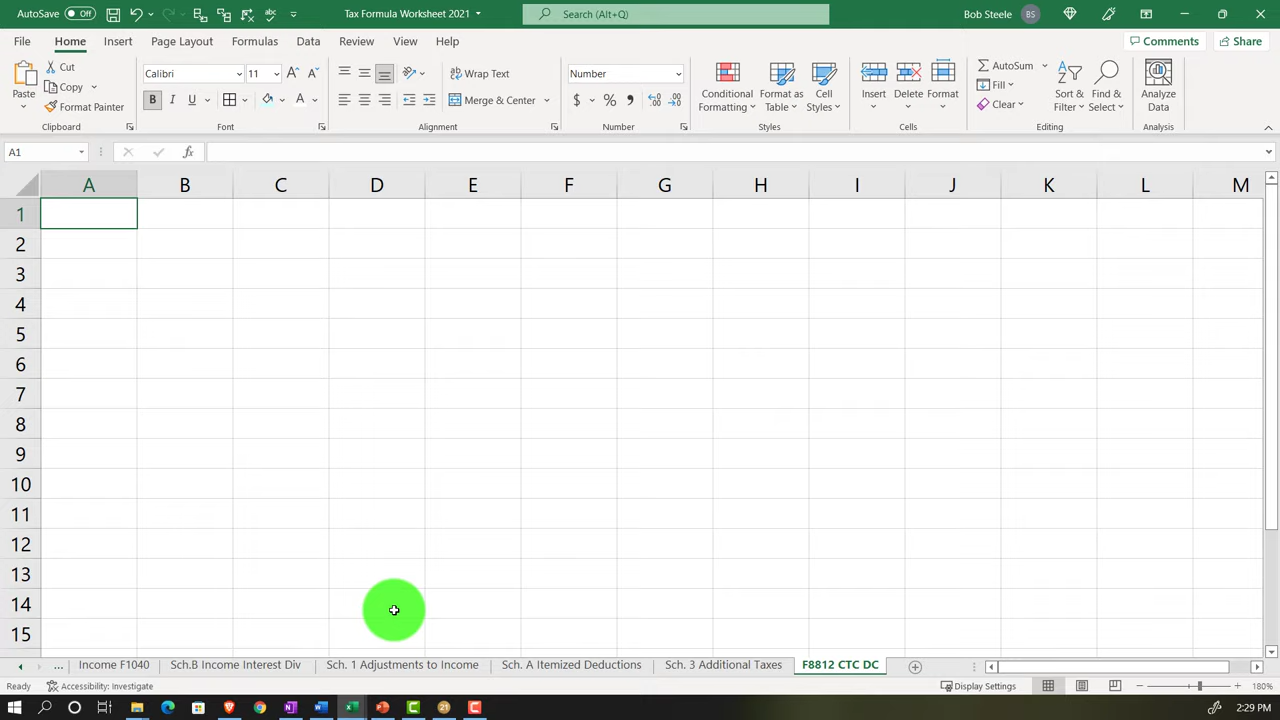 AutoSave Off Tax Formula Worksheet 2021 Search (Alt+Q) Bob Steele BS
File Home Insert Page Layout Formulas Data Review View Help Comments Share
Paste Cut Copy Format Painter Clipboard
Calibri 11 B I U A Font
Wrap Text Merge & Center Alignment
Number $ % , Number
Conditional Formatting Format as Table Cell Styles Styles
Insert Delete Format Cells
AutoSum Fill Clear Sort & Filter Find & Select Editing
Analyze Data Analysis
A1 fx
A B C D E F G H I J K L M
1
2
3
4
5
6
7
8
9
10
11
12
13
14
15
... Income F1040 Sch.B Income Interest Div Sch. 1 Adjustments to Income Sch. A Itemized Deductions Sch. 3 Additional Taxes F8812 CTC DC
Ready Accessibility: Investigate Display Settings 180%
2:29 PM